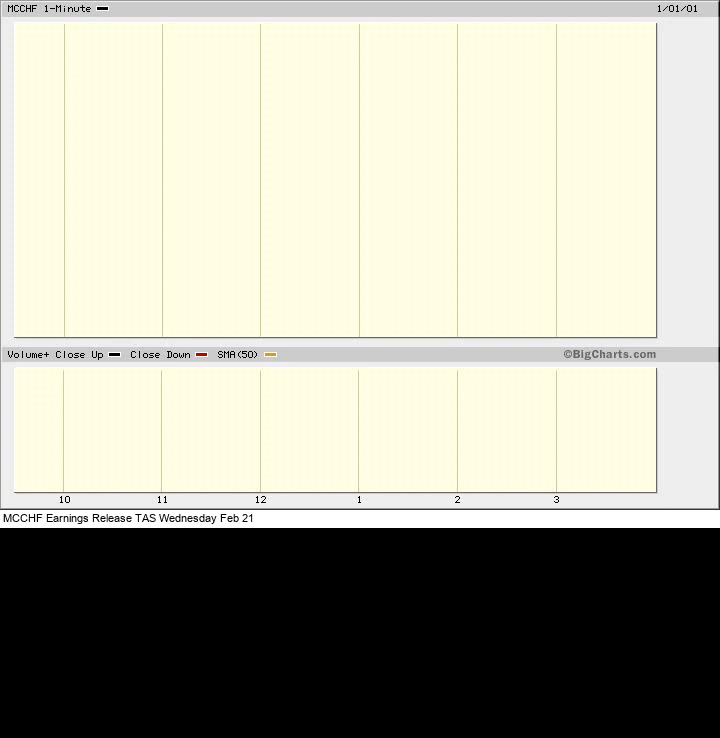 MCCHF 1-Minute 1/01/01
Volume+ Close Up Close Down SMA(50) ©BigCharts.com
10 11 12 1 2 3
MCCHF Earnings Release TAS Wednesday Feb 21